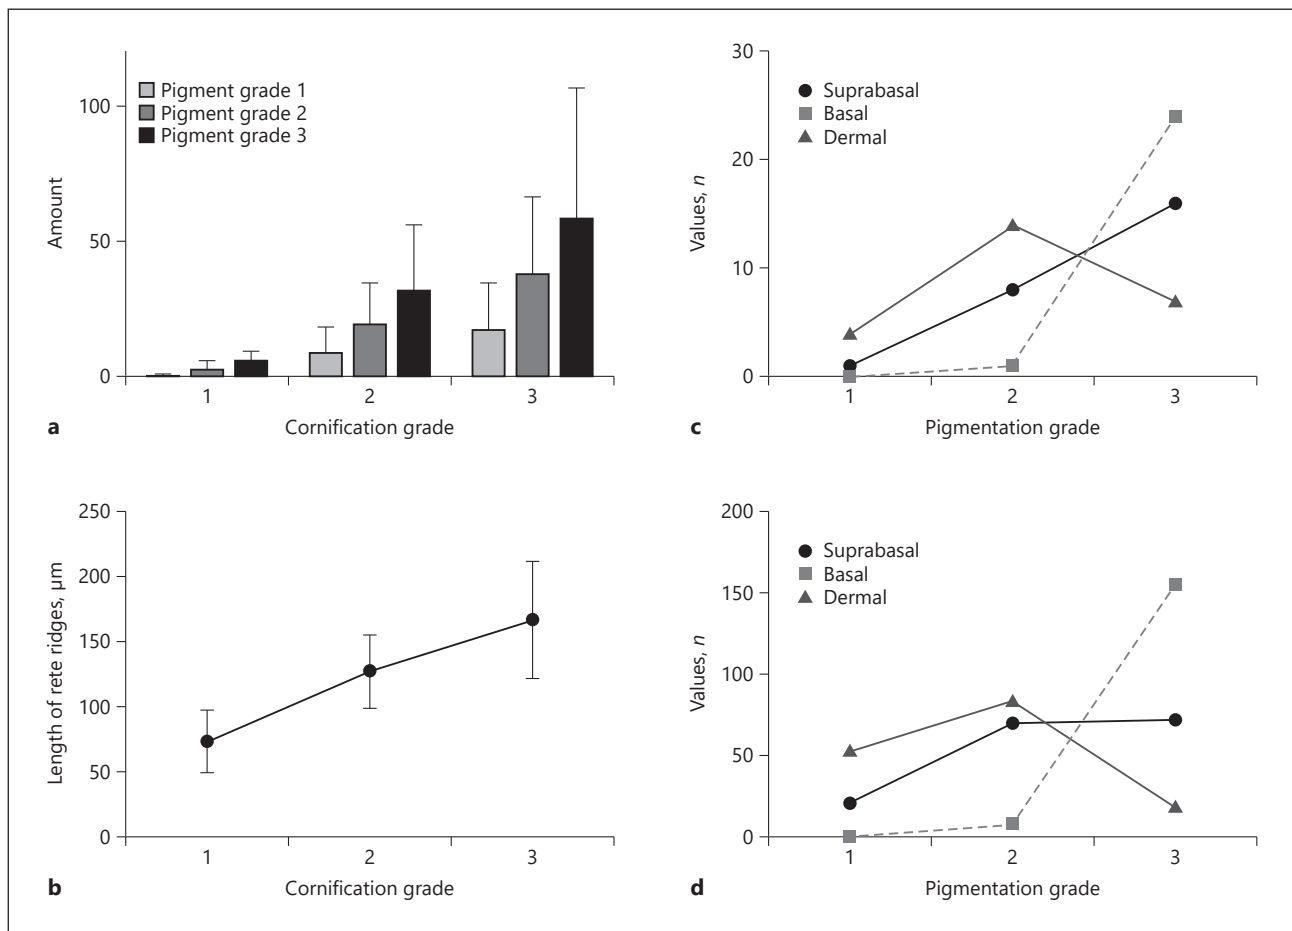 100
50
0
Amount
Pigment grade 1
Pigment grade 2
Pigment grade 3
1 2 3
Cornification grade
a
30
20
10
0
Values, n
Suprabasal
Basal
Dermal
1 2 3
Pigmentation grade
c
250
200
150
100
50
0
Length of rete ridges, µm
1 2 3
Cornification grade
b
200
150
100
50
0
Values, n
Suprabasal
Basal
Dermal
1 2 3
Pigmentation grade
d